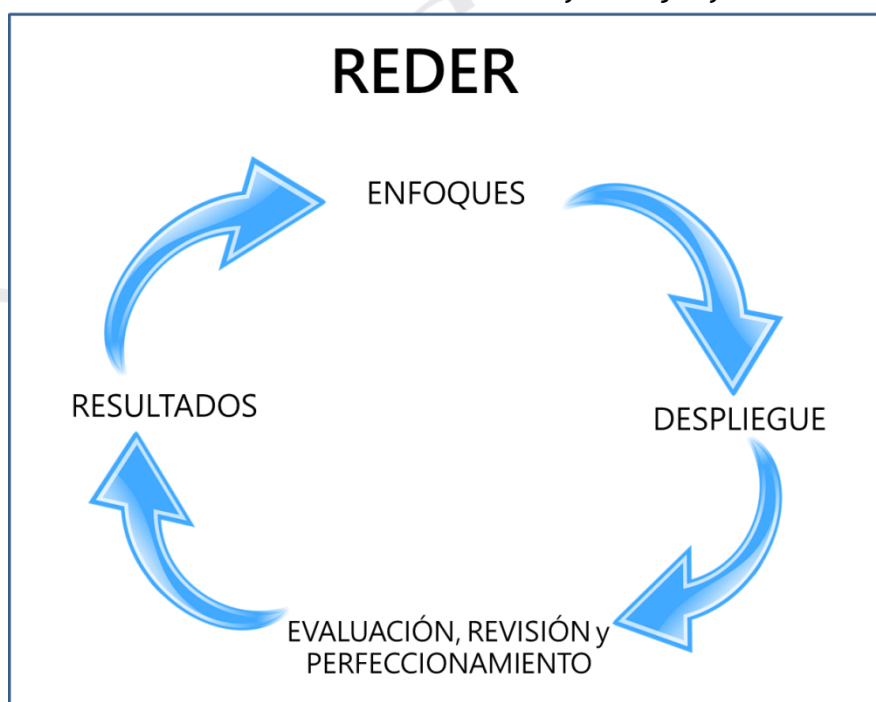 REDER
ENFOQUES
DESPLIEGUE
EVALUACIÓN, REVISIÓN y
PERFECCIONAMIENTO
RESULTADOS